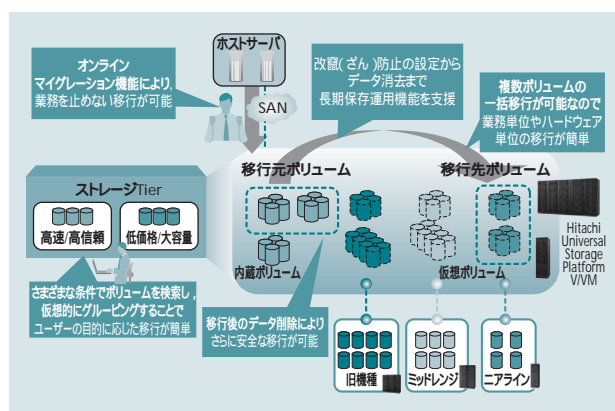 ホストサーバ
オンライン
マイグレーション機能により,
業務を止めない移行が可能
SAN
改竄(ざん)防止の設定から
データ消去まで
長期保存運用機能を支援
複数ボリュームの
一括移行が可能なので
業務単位やハードウェア
単位の移行が簡単
ストレージTier
高速/高信頼
低価格/大容量
移行元ボリューム
移行先ボリューム
内蔵ボリューム
仮想ボリューム
Hitachi
Universal
Storage
Platform
V/VM
さまざまな条件でボリュームを検索し,
仮想的にグルーピングすることで
ユーザーの目的に応じた移行が簡単
移行後のデータ削除により
さらに安全な移行が可能
旧機種
ミッドレンジ
ニアライン